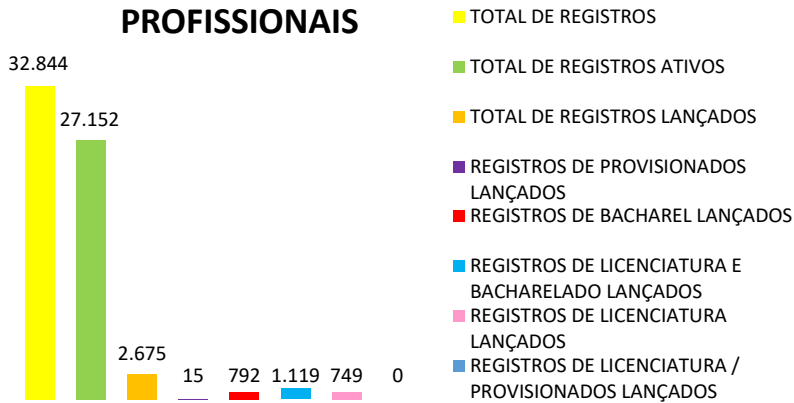 PROFISSIONAIS
32.844
27.152
2.675
15
792
1.119
749
0
TOTAL DE REGISTROS
TOTAL DE REGISTROS ATIVOS
TOTAL DE REGISTROS LANÇADOS
REGISTROS DE PROVISIONADOS
LANÇADOS
REGISTROS DE BACHAREL LANÇADOS
REGISTROS DE LICENCIATURA E
BACHARELADO LANÇADOS
REGISTROS DE LICENCIATURA
LANÇADOS
REGISTROS DE LICENCIATURA /
PROVISIONADOS LANÇADOS